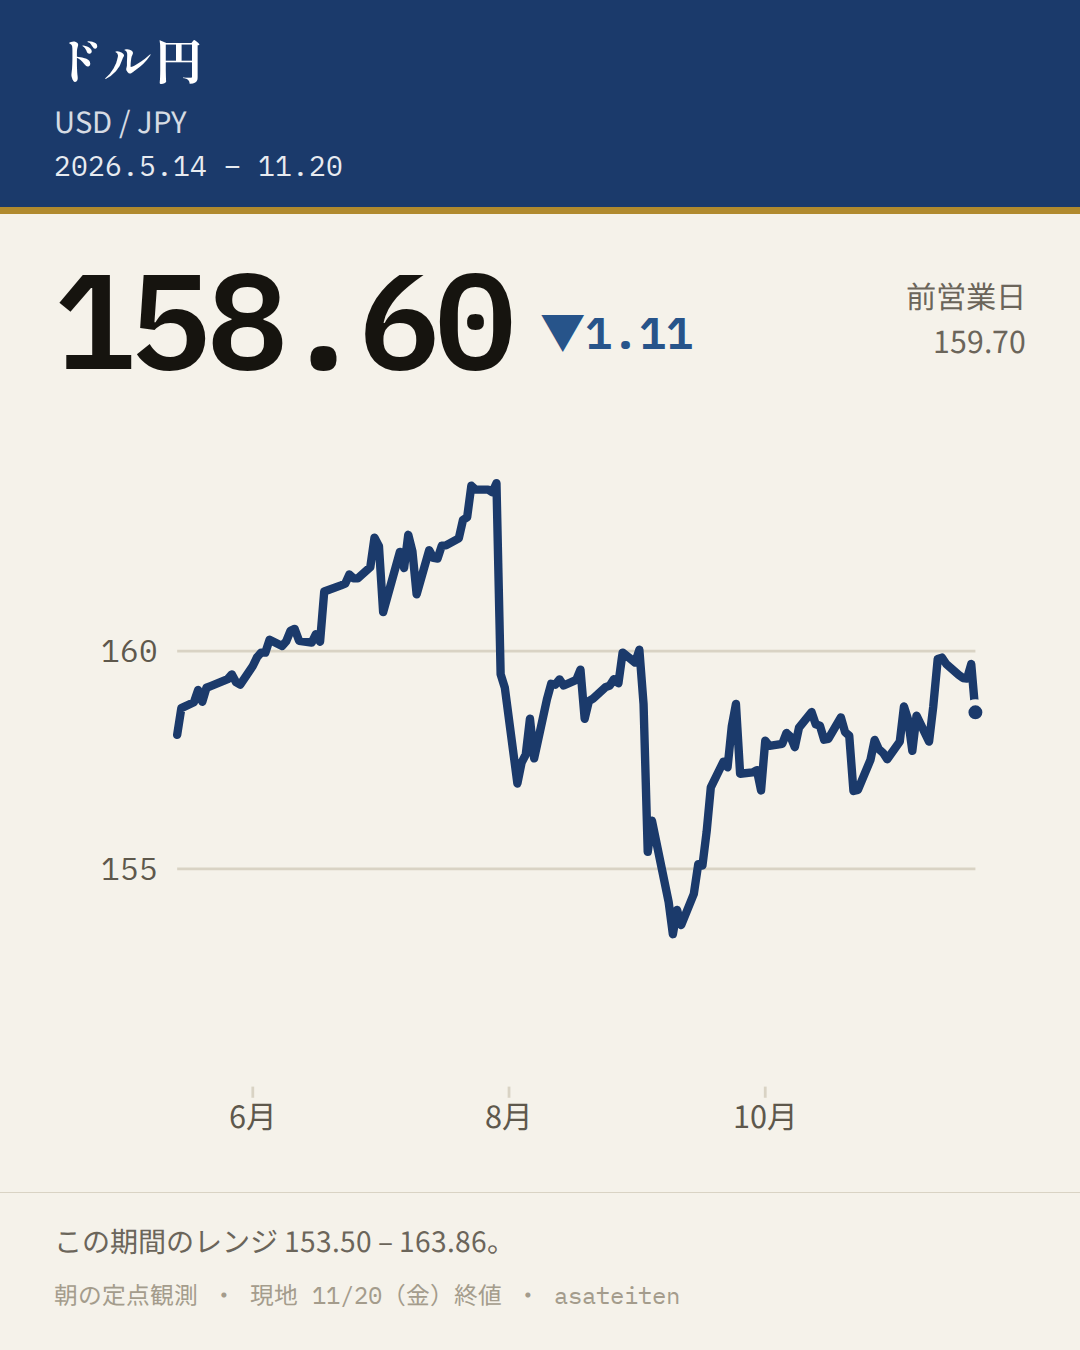 ドル円
USD / JPY
2026.5.14 – 11.20
158.60 ▼1.11
前営業日
159.70
160
155
6月 8月 10月
この期間のレンジ 153.50 – 163.86。
朝の定点観測 ・ 現地 11/20（金）終値 ・ asateiten